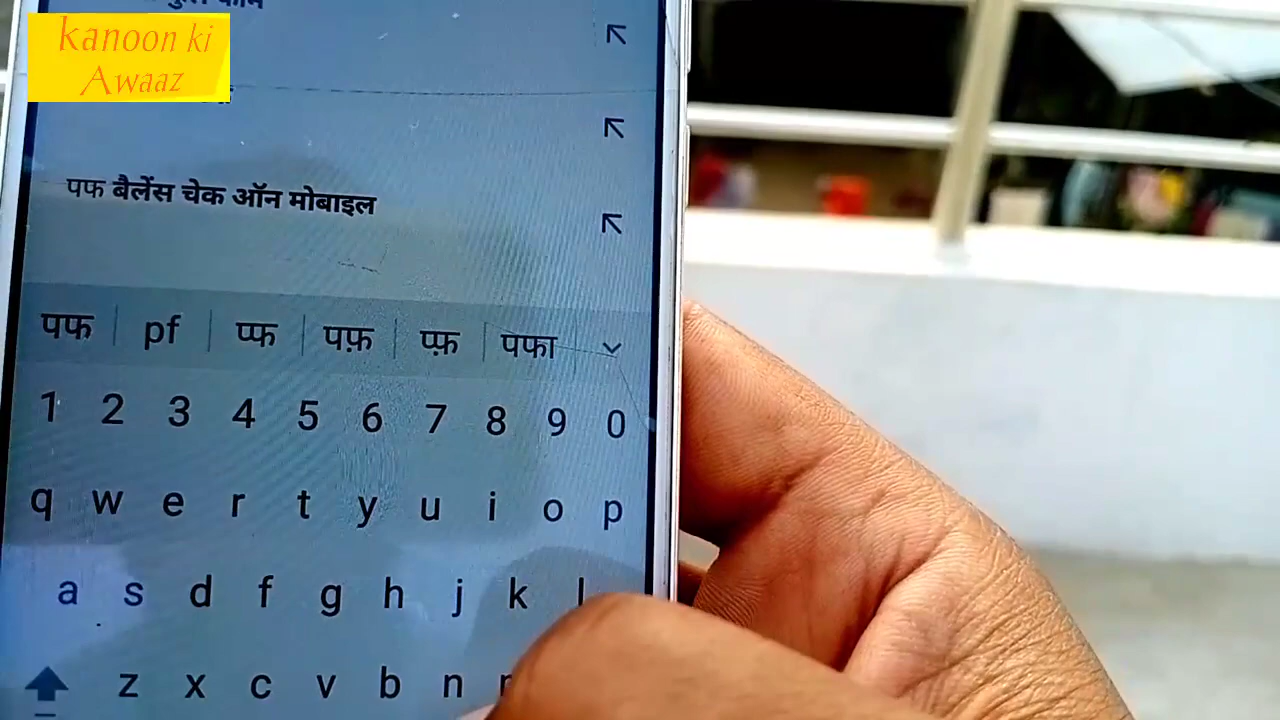 kanoon ki
Awaaz
पफ बैलेंस चेक ऑन मोबाइल
पफ pf प्फ पफ़ प्फ़ पफा
1 2 3 4 5 6 7 8 9 0
q w e r t y u i o p
a s d f g h j k l
z x c v b n